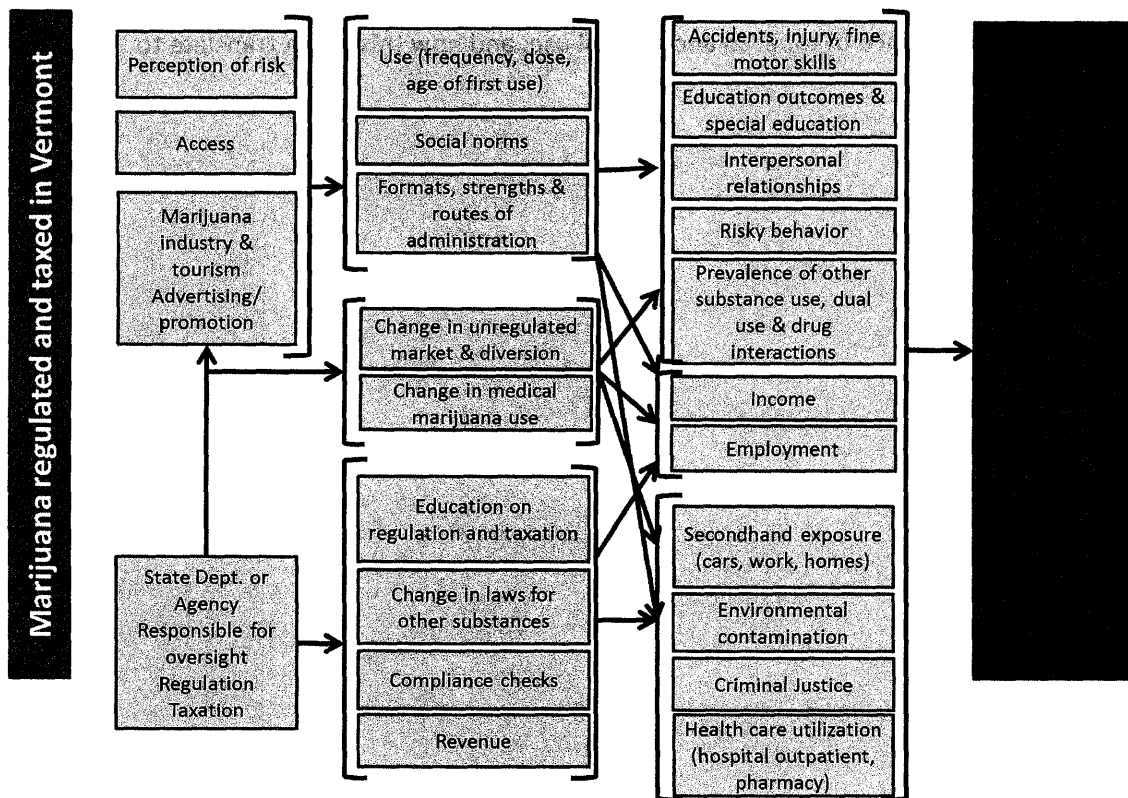 Marijuana regulated and taxed in Vermont
Perception of risk
Access
Marijuana
industry &
tourism
Advertising/
promotion
State Dept. or
Agency
Responsible for
oversight
Regulation
Taxation
Use (frequency, dose,
age of first use)
Social norms
Formats, strengths &
routes of
administration
Change in unregulated
market & diversion
Change in medical
marijuana use
Education on
regulation and taxation
Change in laws for
other substances
Compliance checks
Revenue
Accidents, injury, fine
motor skills
Education outcomes &
special education
Interpersonal
relationships
Risky behavior
Prevalence of other
substance use, dual
use & drug
interactions
Income
Employment
Secondhand exposure
(cars, work, homes)
Environmental
contamination
Criminal Justice
Health care utilization
(hospital outpatient,
pharmacy)